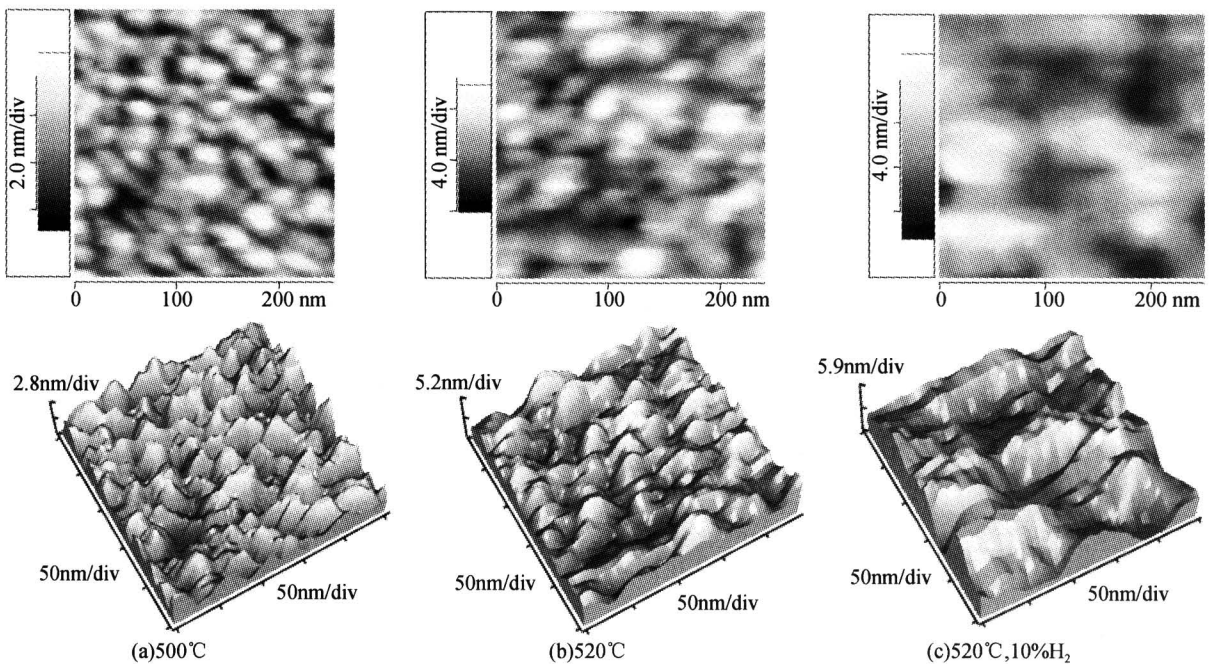 2.0 nm/div
0 100 200 nm
4.0 nm/div
0 100 200 nm
4.0 nm/div
0 100 200 nm
2.8nm/div
50nm/div
50nm/div
(a)500℃
5.2nm/div
50nm/div
50nm/div
(b)520℃
5.9nm/div
50nm/div
50nm/div
(c)520℃,10%H₂